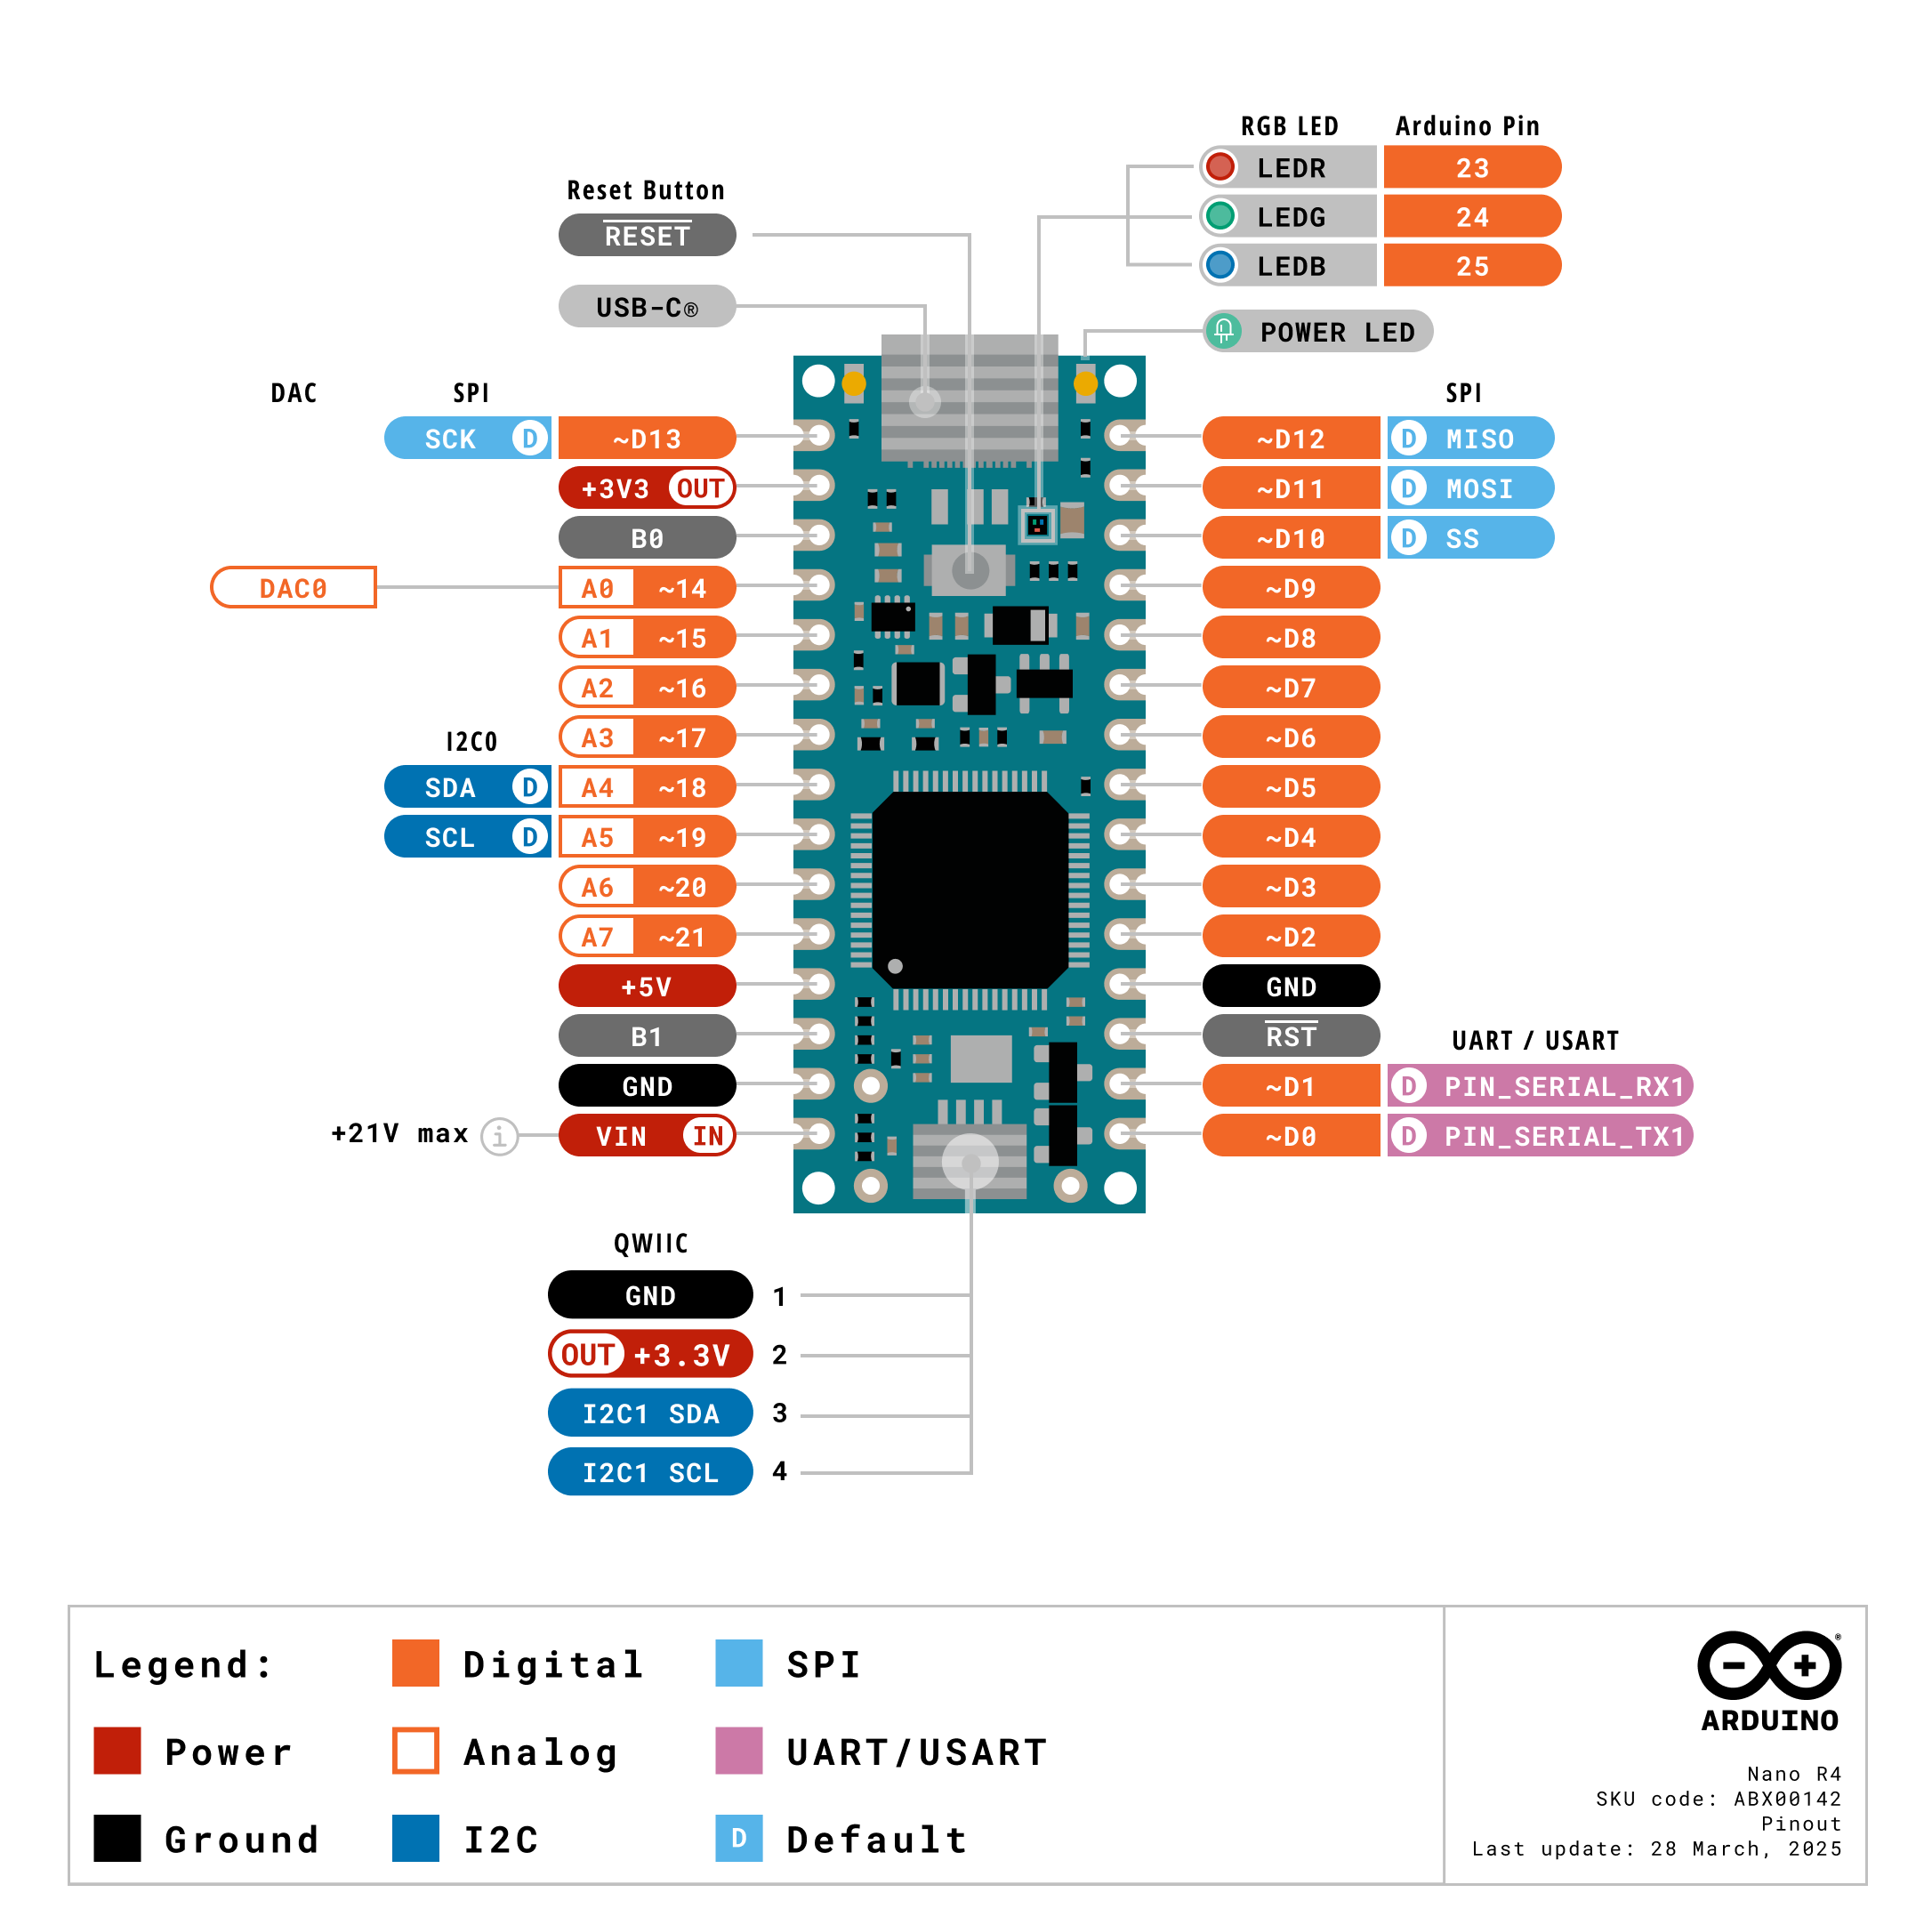 RGB LED Arduino Pin
LEDR 23
LEDG 24
LEDB 25
Reset Button
RESET
USB-C®
POWER LED
DAC SPI
SCK D ~D13
+3V3 OUT
B0
DAC0 A0 ~14
A1 ~15
A2 ~16
A3 ~17
I2C0
SDA D A4 ~18
SCL D A5 ~19
A6 ~20
A7 ~21
+5V
B1
GND
+21V max i VIN IN
SPI
~D12 D MISO
~D11 D MOSI
~D10 D SS
~D9
~D8
~D7
~D6
~D5
~D4
~D3
~D2
GND
RST
UART / USART
~D1 D PIN_SERIAL_RX1
~D0 D PIN_SERIAL_TX1
QWIIC
GND 1
OUT +3.3V 2
I2C1 SDA 3
I2C1 SCL 4
Legend:
Power
Ground
Digital
Analog
I2C
SPI
UART/USART
D Default
®
ARDUINO
Nano R4
SKU code: ABX00142
Pinout
Last update: 28 March, 2025